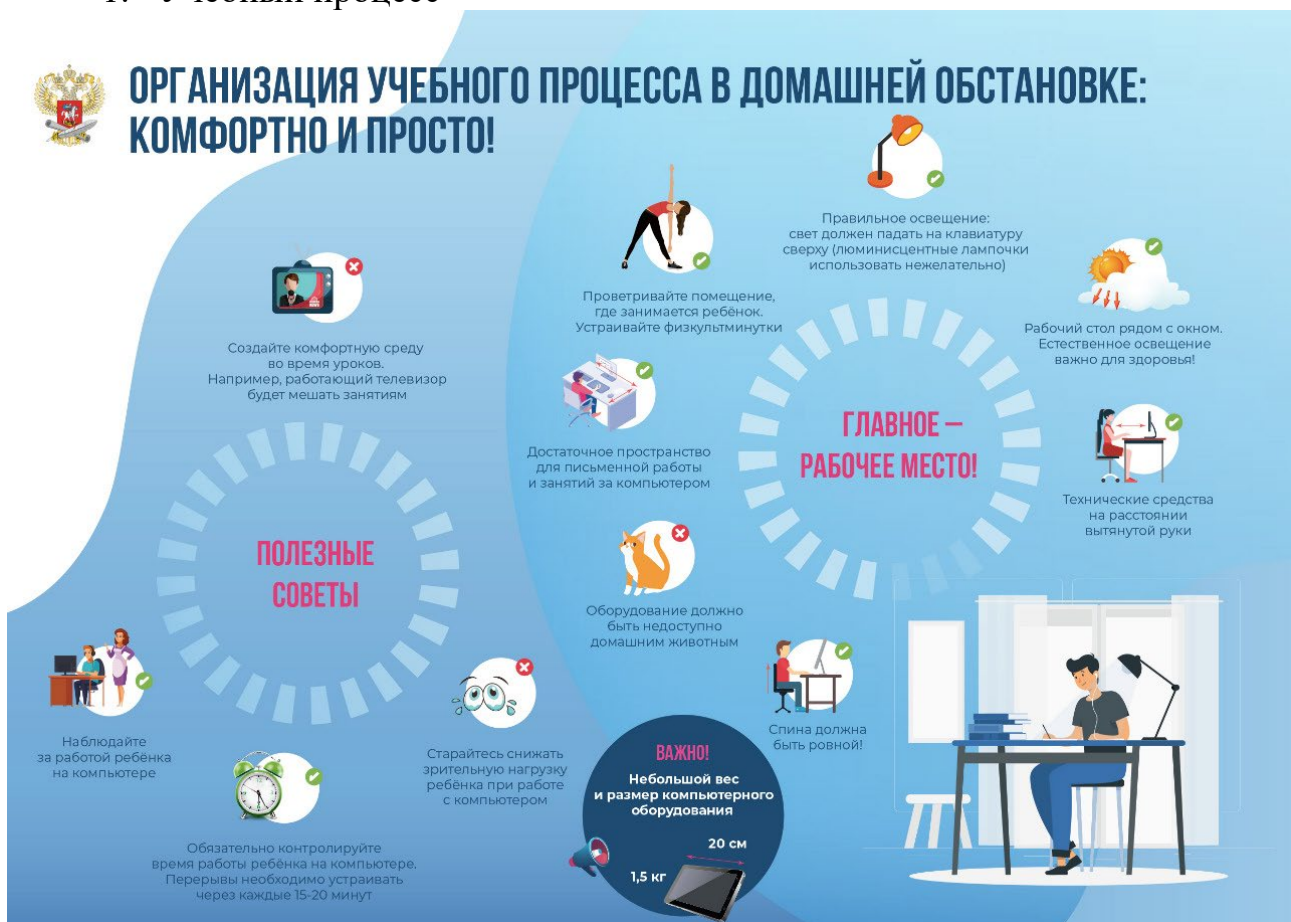 ОРГАНИЗАЦИЯ УЧЕБНОГО ПРОЦЕССА В ДОМАШНЕЙ ОБСТАНОВКЕ:
КОМФОРТНО И ПРОСТО!
Создайте комфортную среду
во время уроков.
Например, работающий телевизор
будет мешать занятиям
ПОЛЕЗНЫЕ
СОВЕТЫ
Наблюдайте
за работой ребёнка
на компьютере
Обязательно контролируйте
время работы ребёнка на компьютере.
Перерывы необходимо устраивать
через каждые 15-20 минут
Старайтесь снижать
зрительную нагрузку
ребёнка при работе
с компьютером
Проветривайте помещение,
где занимается ребёнок.
Устраивайте физкультминутки
Правильное освещение:
свет должен падать на клавиатуру
сверху (люминисцентные лампочки
использовать нежелательно)
Рабочий стол рядом с окном.
Естественное освещение
важно для здоровья!
Достаточное пространство
для письменной работы
и занятий за компьютером
ГЛАВНОЕ –
РАБОЧЕЕ МЕСТО!
Технические средства
на расстоянии
вытянутой руки
Оборудование должно
быть недоступно
домашним животным
Спина должна
быть ровной!
ВАЖНО!
Небольшой вес
и размер компьютерного
оборудования
20 см
1,5 кг